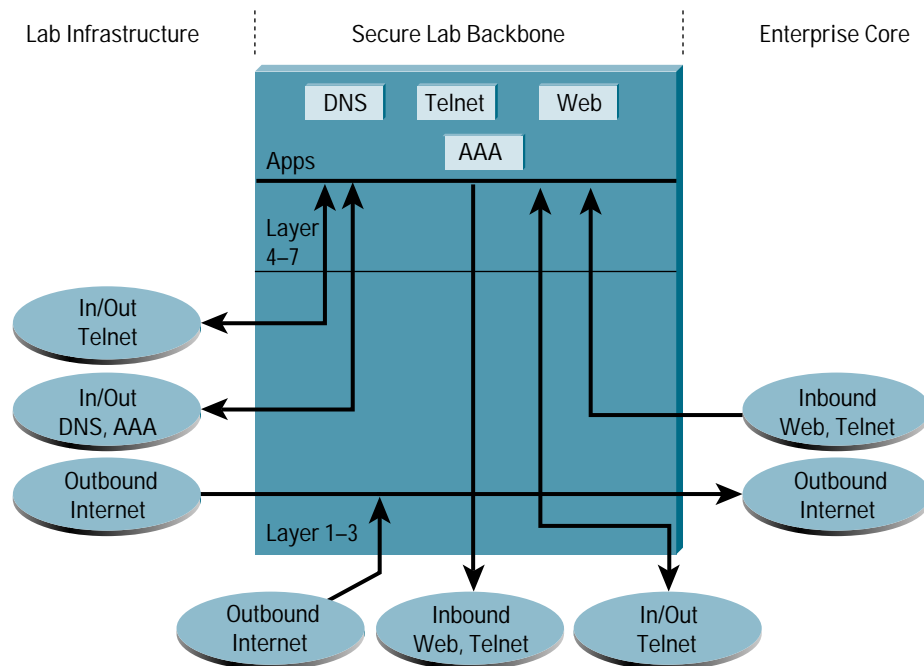 Lab Infrastructure
Secure Lab Backbone
Enterprise Core
DNS
Telnet
Web
AAA
Apps
Layer
4–7
In/Out
Telnet
In/Out
DNS, AAA
Inbound
Web, Telnet
Outbound
Internet
Outbound
Internet
Layer 1–3
Outbound
Internet
Inbound
Web, Telnet
In/Out
Telnet